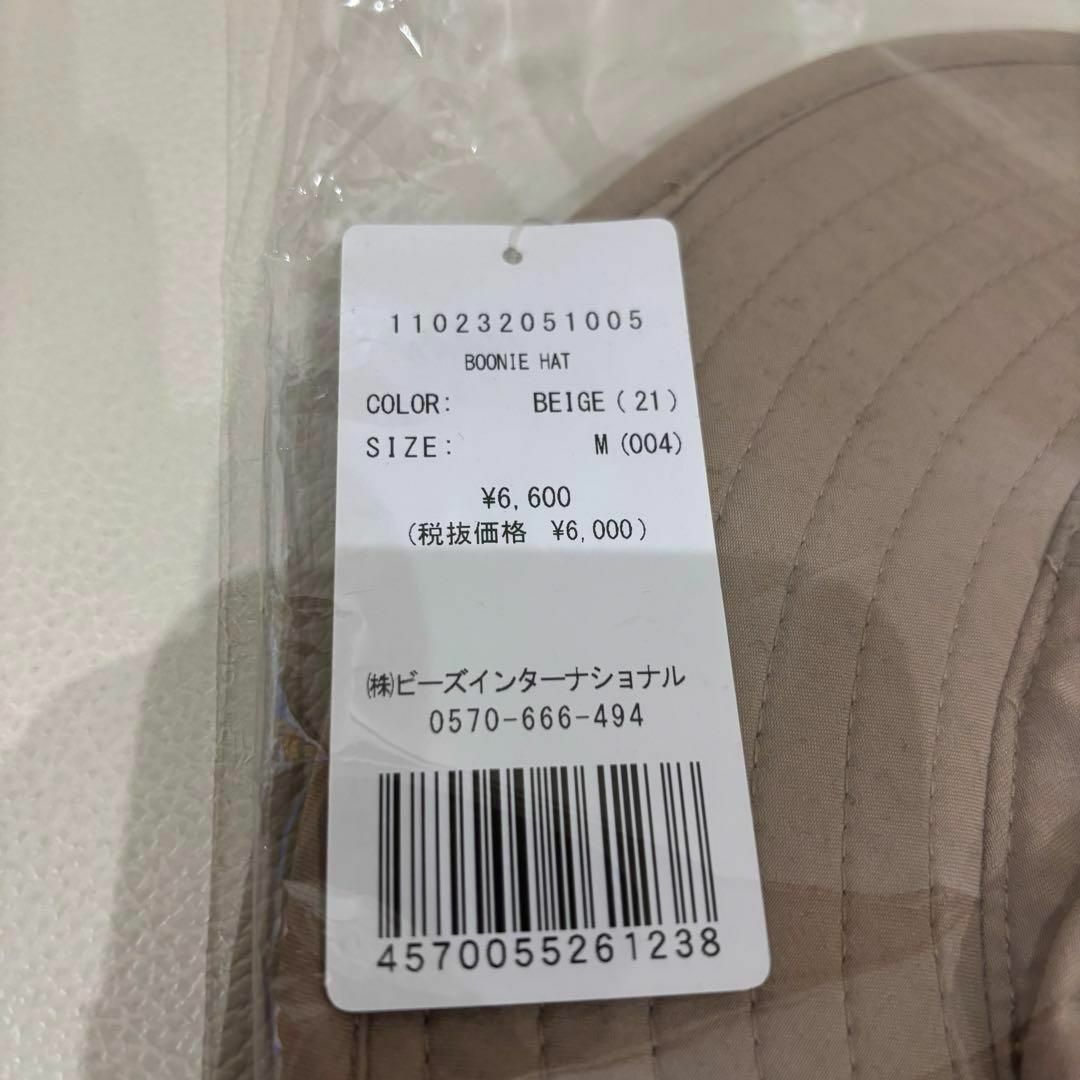 110232051005
BOONIE HAT
COLOR: BEIGE(21)
SIZE: M(004)
¥6,600
(税抜価格 ¥6,000)
㈱ビーズインターナショナル
0570-666-494
4570055261238